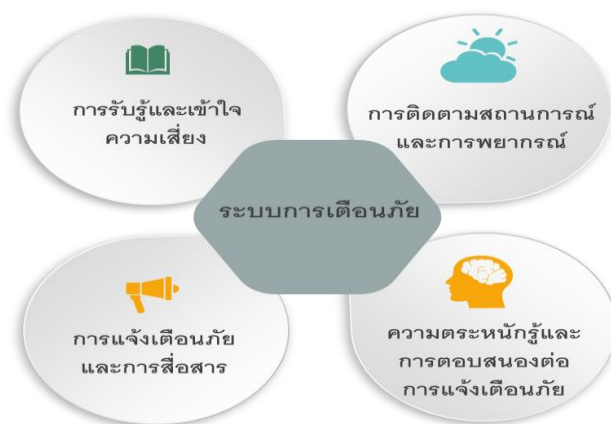 การรับรู้และเข้าใจ
ความเสี่ยง
การติดตามสถานการณ์
และการพยากรณ์
ระบบการเตือนภัย
การแจ้งเตือนภัย
และการสื่อสาร
ความตระหนักรู้และ
การตอบสนองต่อ
การแจ้งเตือนภัย